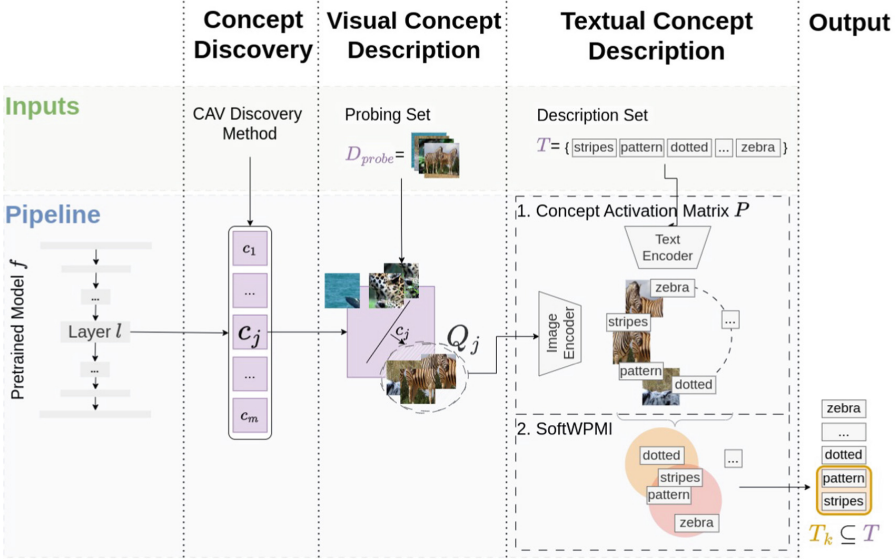 Concept
Discovery
Visual Concept
Description
Textual Concept
Description
Output
Inputs
CAV Discovery
Method
Probing Set
D_probe=
Description Set
T= { stripes pattern dotted ... zebra }
Pipeline
Pretrained Model f
...
Layer l
...
c_1
...
c_j
...
c_m
c_j
Q_j
1. Concept Activation Matrix P
Text
Encoder
Image
Encoder
zebra
stripes
...
pattern
dotted
2. SoftWPMI
dotted
...
stripes
pattern
zebra
zebra
...
dotted
pattern
stripes
T_k ⊆ T